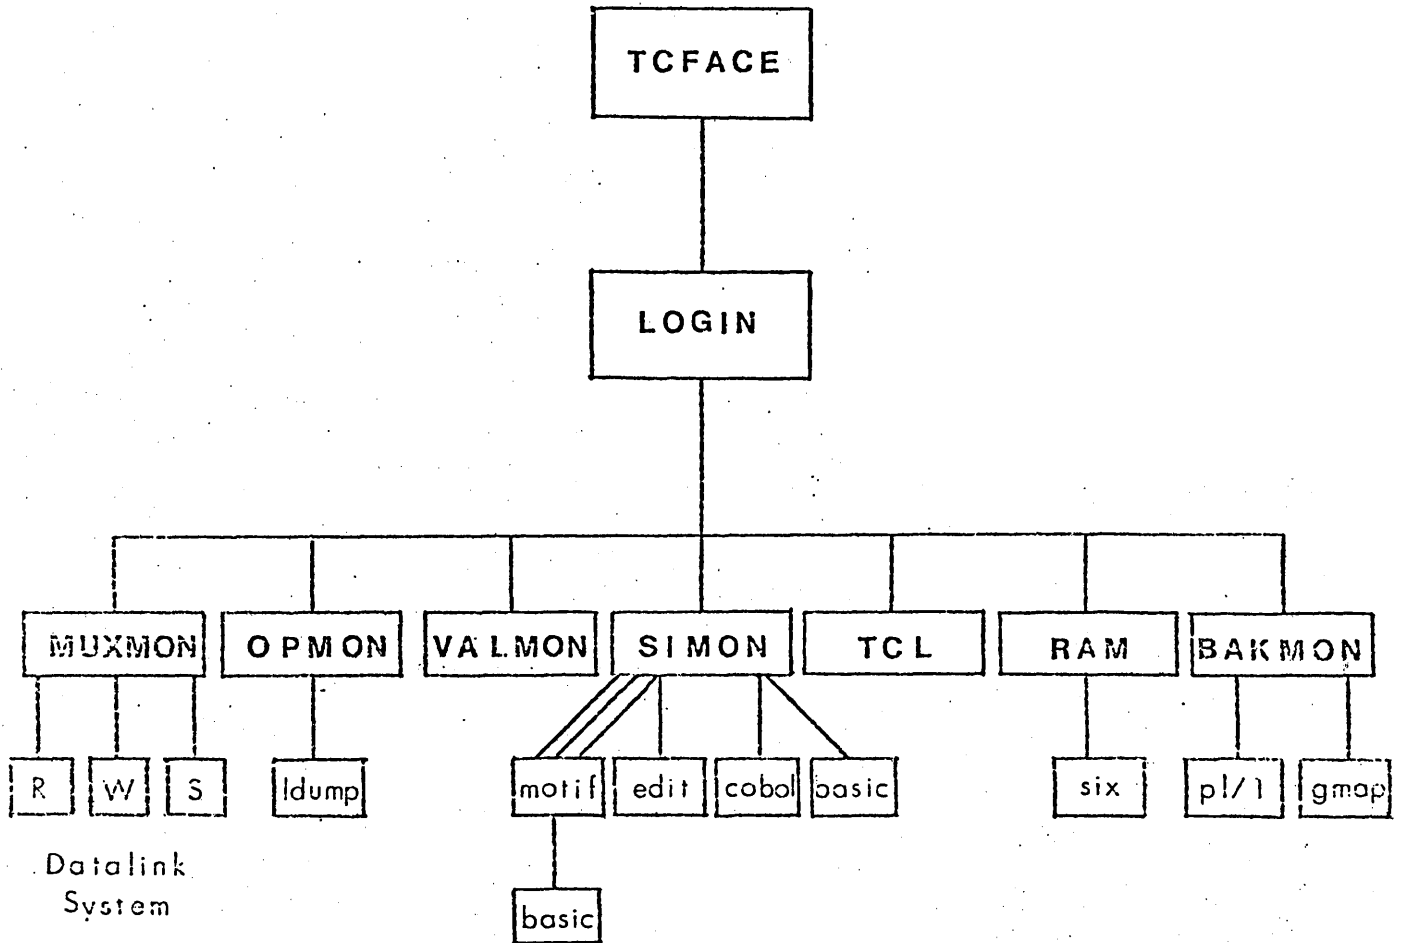 TCFACE
LOGIN
MUXMON OPMON VALMON SIMON TCL RAM BAKMON
R W S ldump motif edit cobol basic six pl/1 gmap
Datalink
System
basic